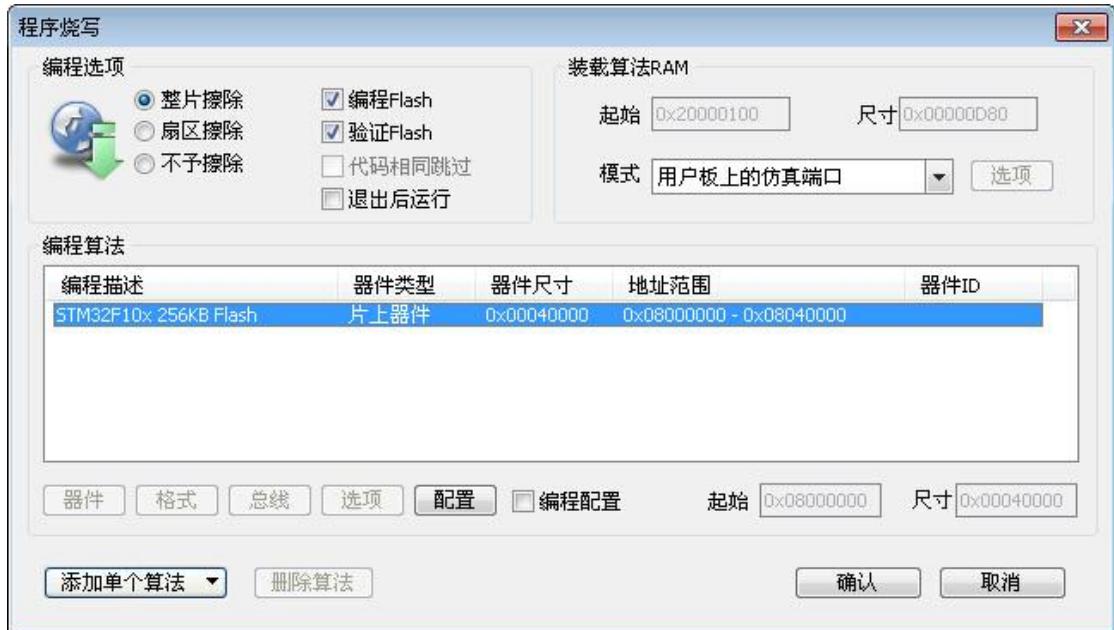 程序烧写
编程选项
整片擦除
扇区擦除
不予擦除
编程Flash
验证Flash
代码相同跳过
退出后运行
装载算法RAM
起始 0x20000100 尺寸 0x00000D80
模式 用户板上的仿真端口 选项
编程算法
编程描述 器件类型 器件尺寸 地址范围 器件ID
STM32F10x 256KB Flash 片上器件 0x00040000 0x08000000 - 0x08040000
器件 格式 总线 选项 配置 编程配置 起始 0x08000000 尺寸 0x00040000
添加单个算法 删除算法 确认 取消